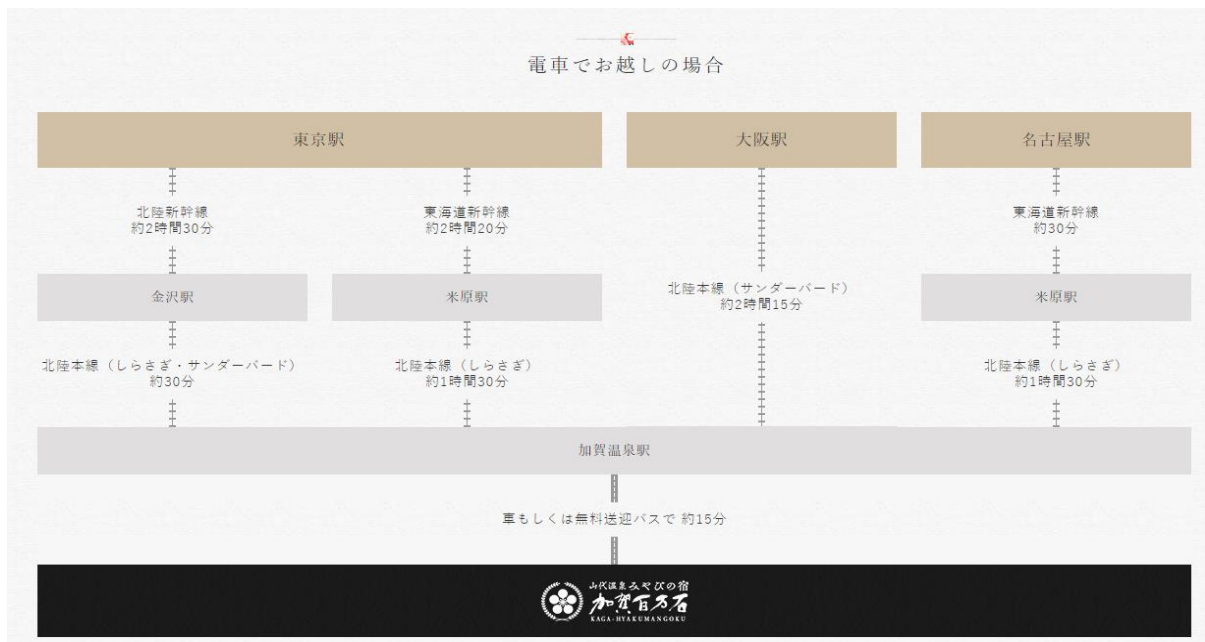 電車でお越しの場合
東京駅
大阪駅
名古屋駅
北陸新幹線
約2時間30分
東海道新幹線
約2時間20分
東海道新幹線
約30分
北陸本線（サンダーバード）
約2時間15分
金沢駅
米原駅
米原駅
北陸本線（しらさぎ・サンダーバード）
約30分
北陸本線（しらさぎ）
約1時間30分
北陸本線（しらさぎ）
約1時間30分
加賀温泉駅
車もしくは無料送迎バスで 約15分
山代温泉みやびの宿
加賀百万石
KAGA-HYAKUMANGOKU